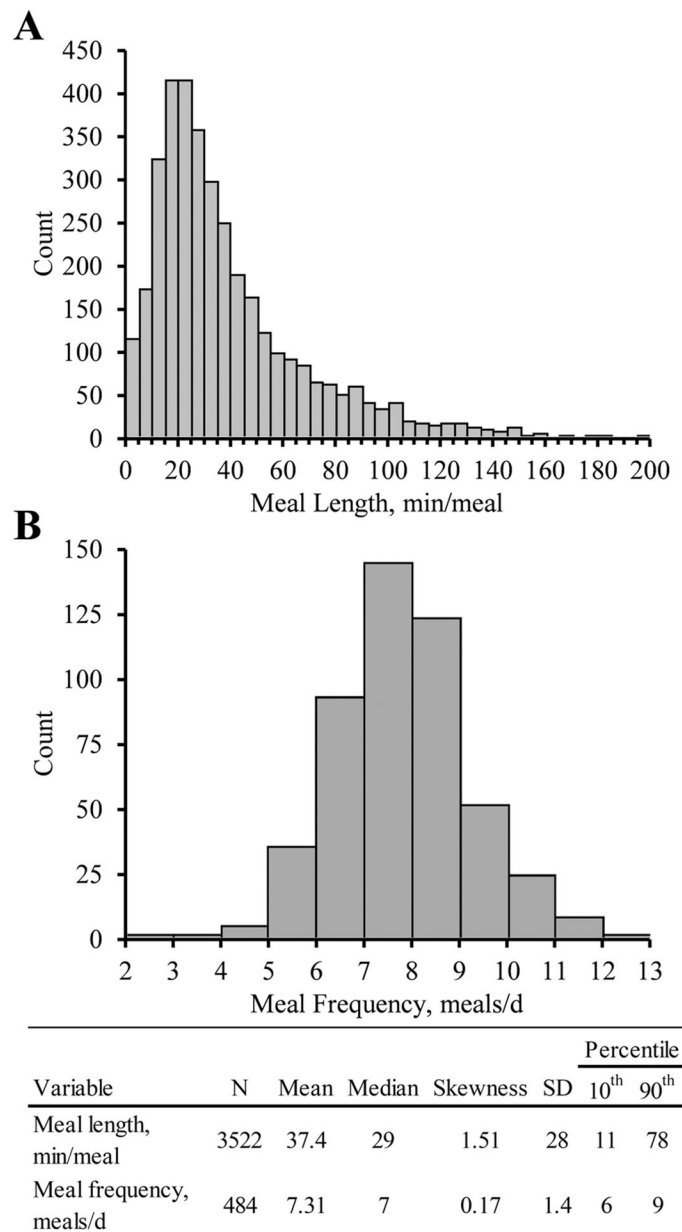 A
450
400
350
300
250
200
150
100
50
0
Count
0 20 40 60 80 100 120 140 160 180 200
Meal Length, min/meal
B
150
125
100
75
50
25
0
Count
2 3 4 5 6 7 8 9 10 11 12 13
Meal Frequency, meals/d
Percentile
Variable N Mean Median Skewness SD 10th 90th
Meal length,
min/meal 3522 37.4 29 1.51 28 11 78
Meal frequency,
meals/d 484 7.31 7 0.17 1.4 6 9